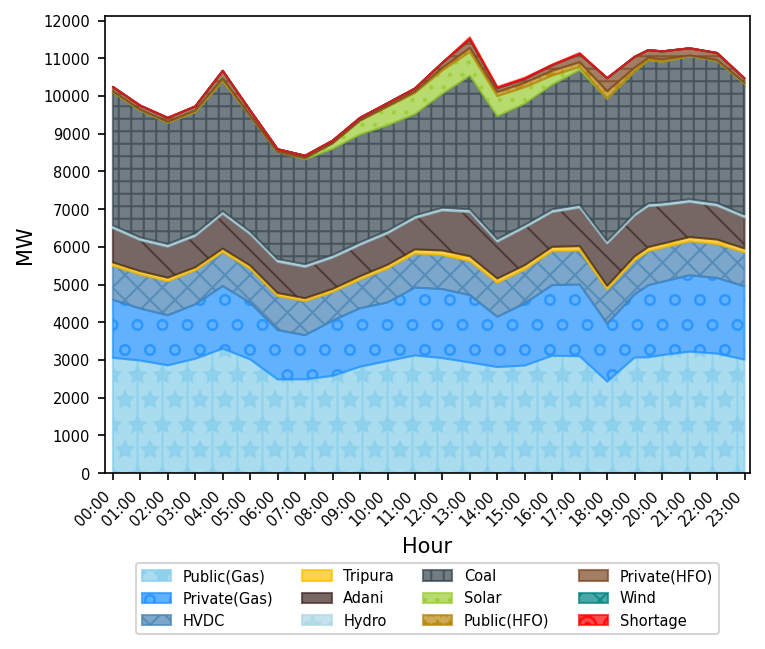 12000
11000
10000
9000
8000
7000
6000
5000
4000
3000
2000
1000
0
MW
00:00 01:00 02:00 03:00 04:00 05:00 06:00 07:00 08:00 09:00 10:00 11:00 12:00 13:00 14:00 15:00 16:00 17:00 18:00 19:00 20:00 21:00 22:00 23:00
Hour
Public(Gas) Tripura Coal Private(HFO)
Private(Gas) Adani Solar Wind
HVDC Hydro Public(HFO) Shortage